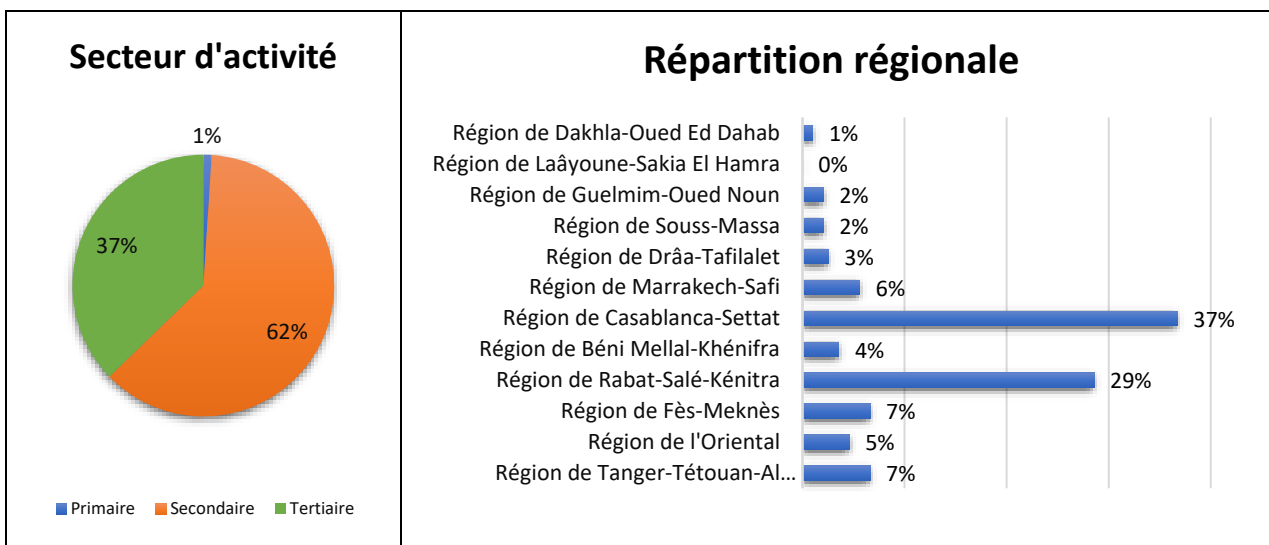 Secteur d'activité
1%
37%
62%
Primaire Secondaire Tertiaire
Répartition régionale
Région de Dakhla-Oued Ed Dahab 1%
Région de Laâyoune-Sakia El Hamra 0%
Région de Guelmim-Oued Noun 2%
Région de Souss-Massa 2%
Région de Drâa-Tafilalet 3%
Région de Marrakech-Safi 6%
Région de Casablanca-Settat 37%
Région de Béni Mellal-Khénifra 4%
Région de Rabat-Salé-Kénitra 29%
Région de Fès-Meknès 7%
Région de l'Oriental 5%
Région de Tanger-Tétouan-Al... 7%